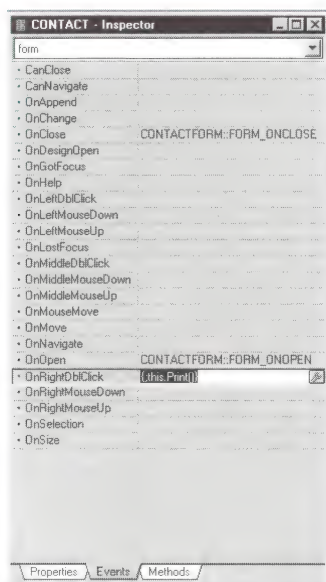 CONTACT - Inspector
form
CanClose
CanNavigate
OnAppend
OnChange
OnClose CONTACTFORM::FORM_ONCLOSE
OnDesignOpen
OnGotFocus
OnHelp
OnLeftDblClick
OnLeftMouseDown
OnLeftMouseUp
OnLostFocus
OnMiddleDblClick
OnMiddleMouseDown
OnMiddleMouseUp
OnMouseMove
OnMove
OnNavigate
OnOpen CONTACTFORM::FORM_ONOPEN
OnRightDblClick {;this.Print()}
OnRightMouseDown
OnRightMouseUp
OnSelection
OnSize
Properties Events Methods